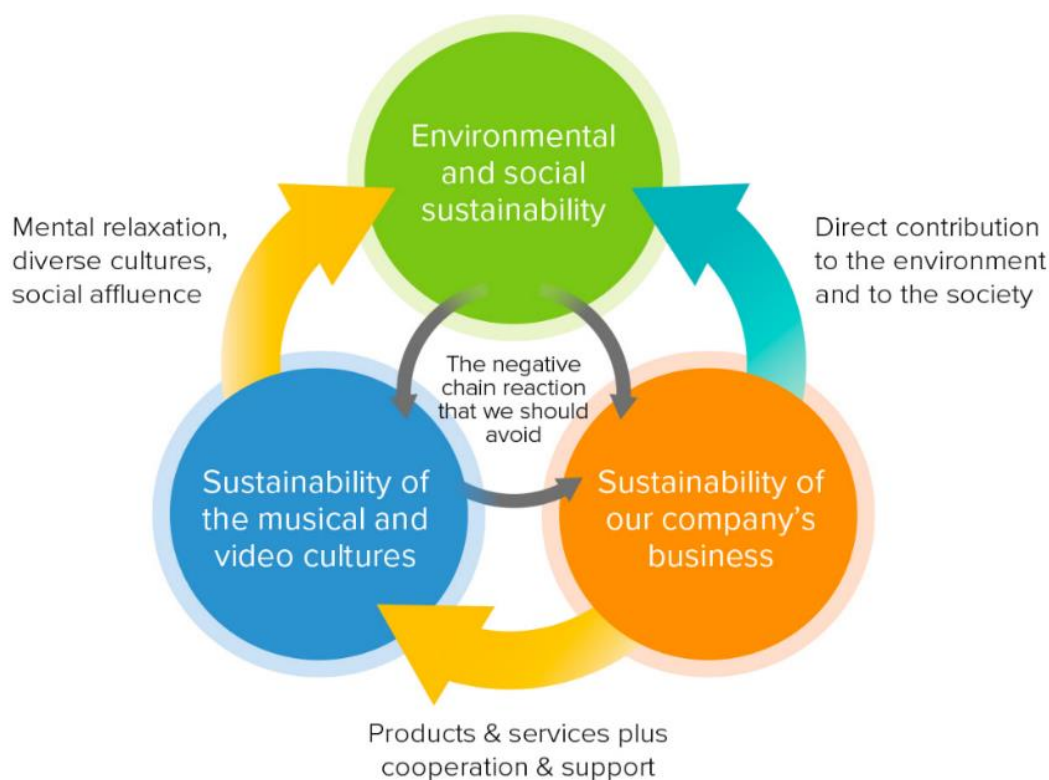 Environmental
and social
sustainability
Mental relaxation,
diverse cultures,
social affluence
Direct contribution
to the environment
and to the society
The negative
chain reaction
that we should
avoid
Sustainability of
the musical and
video cultures
Sustainability of
our company’s
business
Products & services plus
cooperation & support